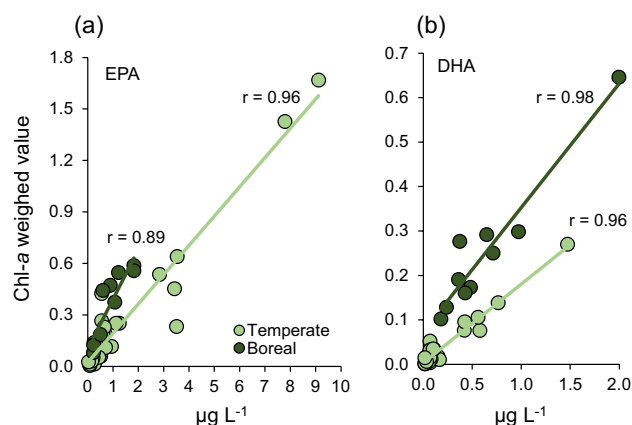 (a)
EPA
Chl-a weighed value
1.8
1.5
1.2
0.9
0.6
0.3
0.0
r = 0.96
r = 0.89
Temperate
Boreal
0 1 2 3 4 5 6 7 8 9 10
µg L-1
(b)
DHA
0.7
0.6
0.5
0.4
0.3
0.2
0.1
0.0
r = 0.98
r = 0.96
0.0 0.5 1.0 1.5 2.0
µg L-1